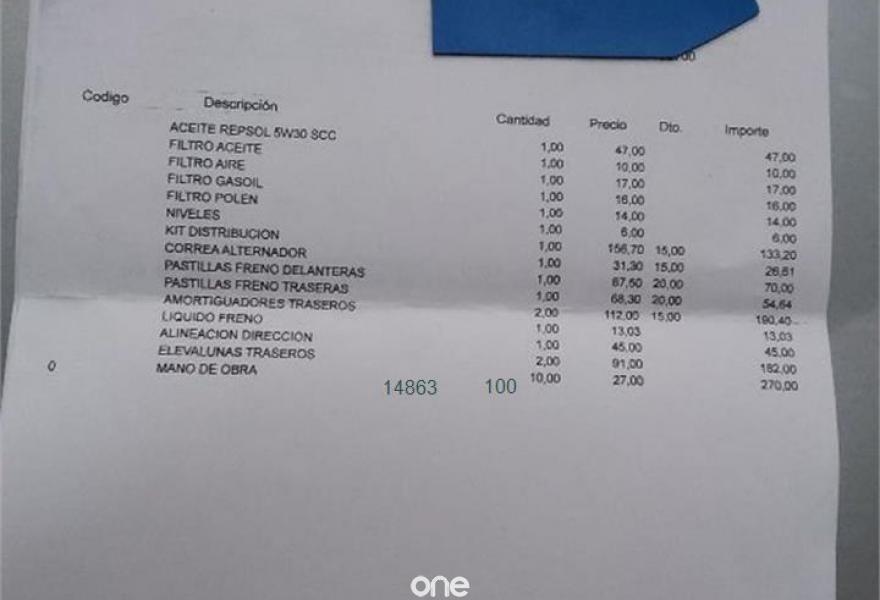 00
Codigo Descripción Cantidad Precio Dto. Importe
ACEITE REPSOL 5W30 SCC 1,00 47,00 47,00
FILTRO ACEITE 1,00 10,00 10,00
FILTRO AIRE 1,00 17,00 17,00
FILTRO GASOIL 1,00 16,00 16,00
FILTRO POLEN 1,00 14,00 14,00
NIVELES 1,00 6,00 6,00
KIT DISTRIBUCION 1,00 156,70 15,00 133,20
CORREA ALTERNADOR 1,00 31,30 15,00 26,61
PASTILLAS FRENO DELANTERAS 1,00 87,50 20,00 70,00
PASTILLAS FRENO TRASERAS 1,00 68,30 20,00 54,64
AMORTIGUADORES TRASEROS 2,00 112,00 15,00 190,40
LIQUIDO FRENO 1,00 13,03 13,03
ALINEACION DIRECCION 1,00 45,00 45,00
ELEVALUNAS TRASEROS 2,00 91,00 182,00
0 MANO DE OBRA 10,00 27,00 270,00
14863 100
one